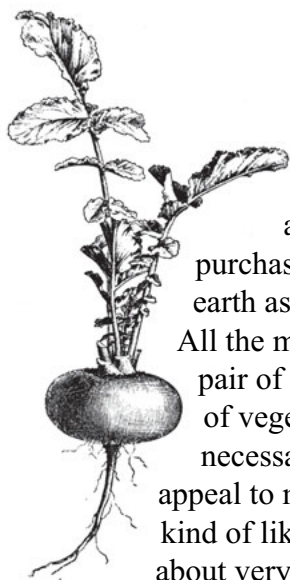 a
purchas
earth as
All the m
pair of
of vege
necessa
appeal to m
kind of lik
about very